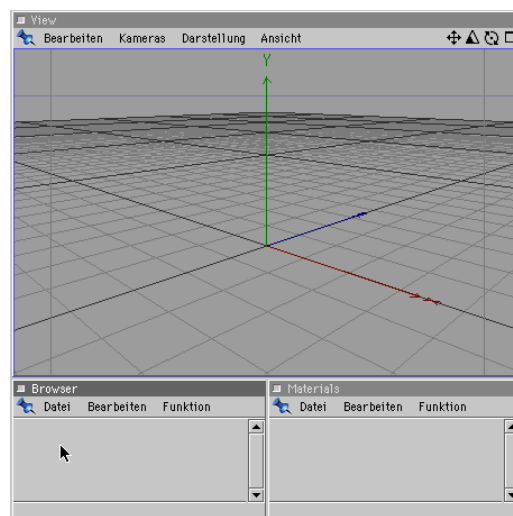 View
Bearbeiten Kameras Darstellung Ansicht
Y
Browser
Datei Bearbeiten Funktion
Materials
Datei Bearbeiten Funktion